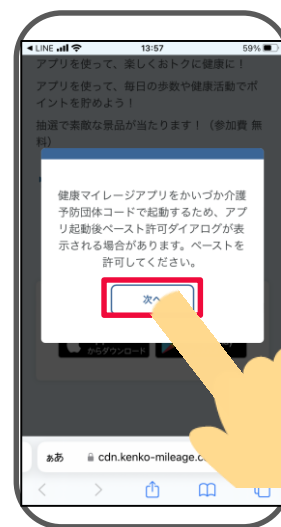 LINE
13:57
59%
アプリを使って、楽しくおトクに健康に！
アプリを使って、毎日の歩数や健康活動でポ
イントを貯めよう！
抽選で素敵な景品が当たります！（参加費 無
料）
健康マイレージアプリをかいづか介護
予防団体コードで起動するため、アプ
リ起動後ペースト許可ダイアログが表
示される場合があります。ペーストを
許可してください。
次へ
からダウンロード
ぁあ
cdn.kenko-mileage.c